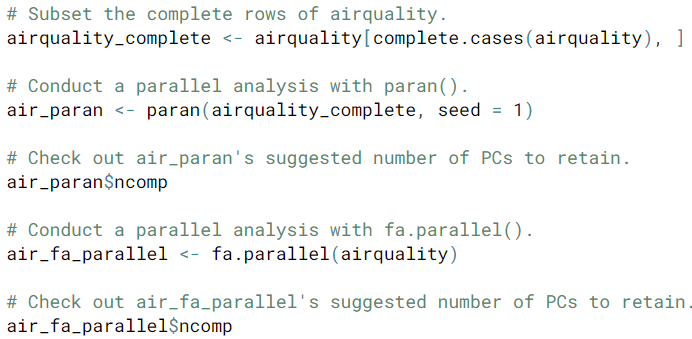 # Subset the complete rows of airquality.
airquality_complete <- airquality[complete.cases(airquality), ]
# Conduct a parallel analysis with paran().
air_paran <- paran(airquality_complete, seed = 1)
# Check out air_paran's suggested number of PCs to retain.
air_paran$ncomp
# Conduct a parallel analysis with fa.parallel().
air_fa_parallel <- fa.parallel(airquality)
# Check out air_fa_parallel's suggested number of PCs to retain.
air_fa_parallel$ncomp